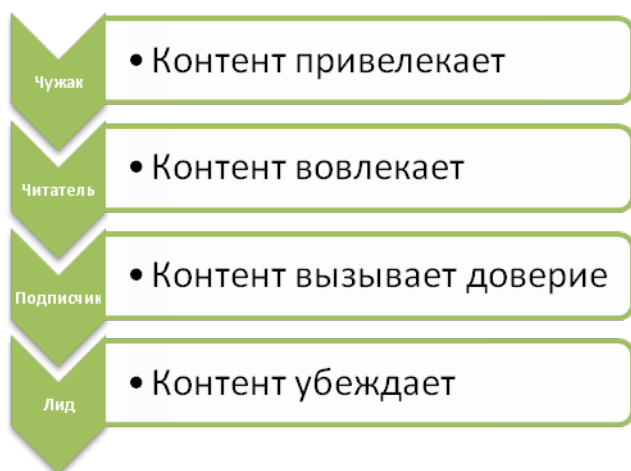 Чужак
• Контент привелекает
Читатель
• Контент вовлекает
Подписчик
• Контент вызывает доверие
Лид
• Контент убеждает